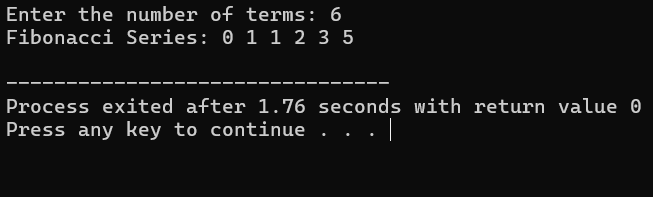 Enter the number of terms: 6
Fibonacci Series: 0 1 1 2 3 5
--------------------------------
Process exited after 1.76 seconds with return value 0
Press any key to continue . . .